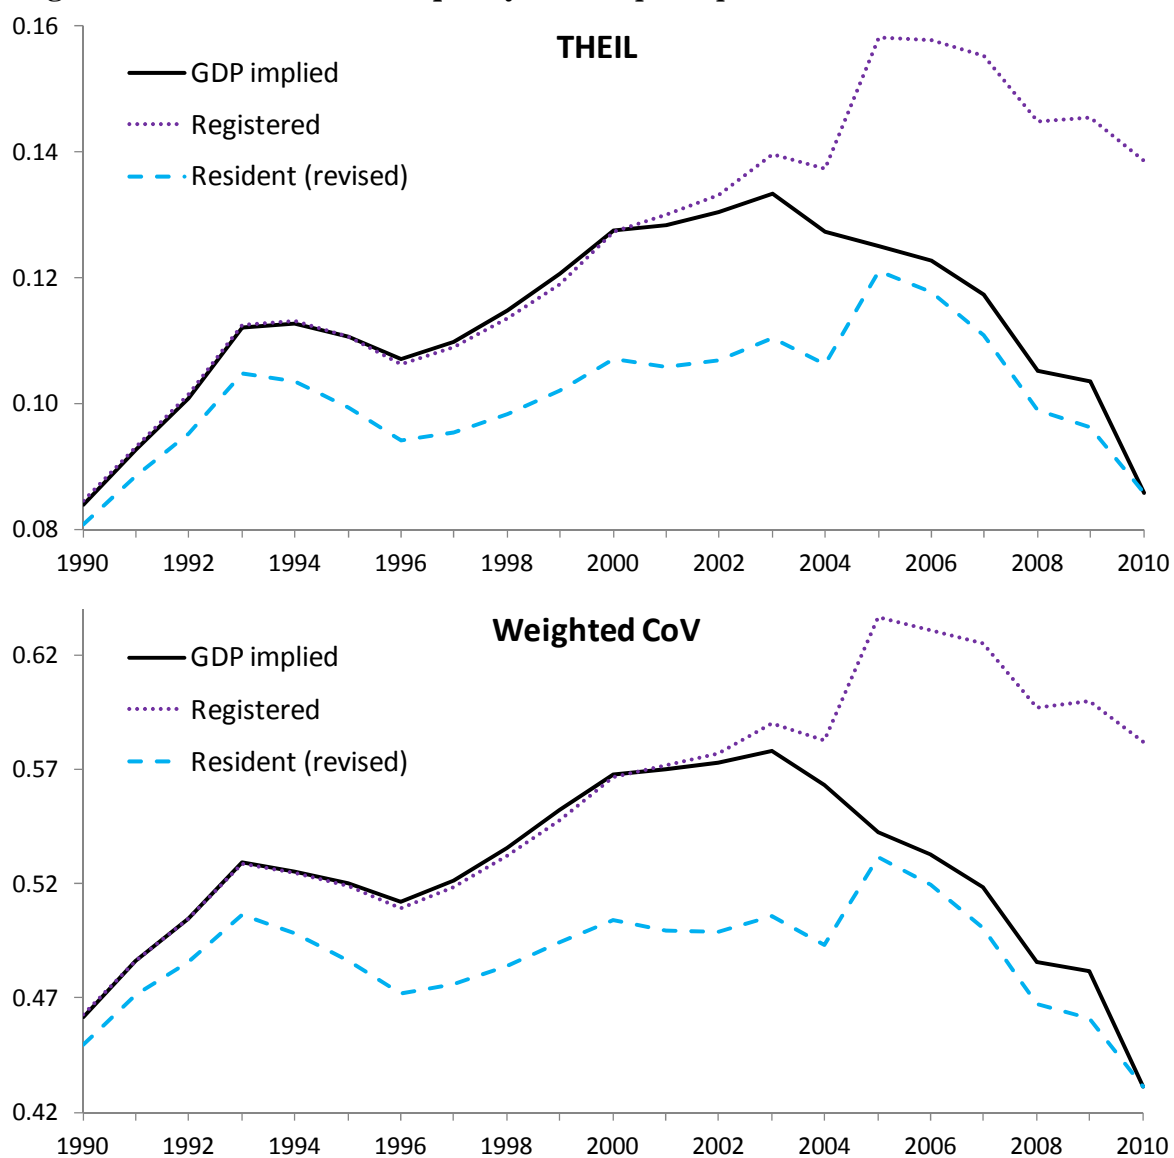 0.16
THEIL
GDP implied
Registered
0.14
Resident (revised)
0.12
0.10
0.08
1990 1992 1994 1996 1998 2000 2002 2004 2006 2008 2010
Weighted CoV
0.62
GDP implied
Registered
Resident (revised)
0.57
0.52
0.47
0.42
1990 1992 1994 1996 1998 2000 2002 2004 2006 2008 2010